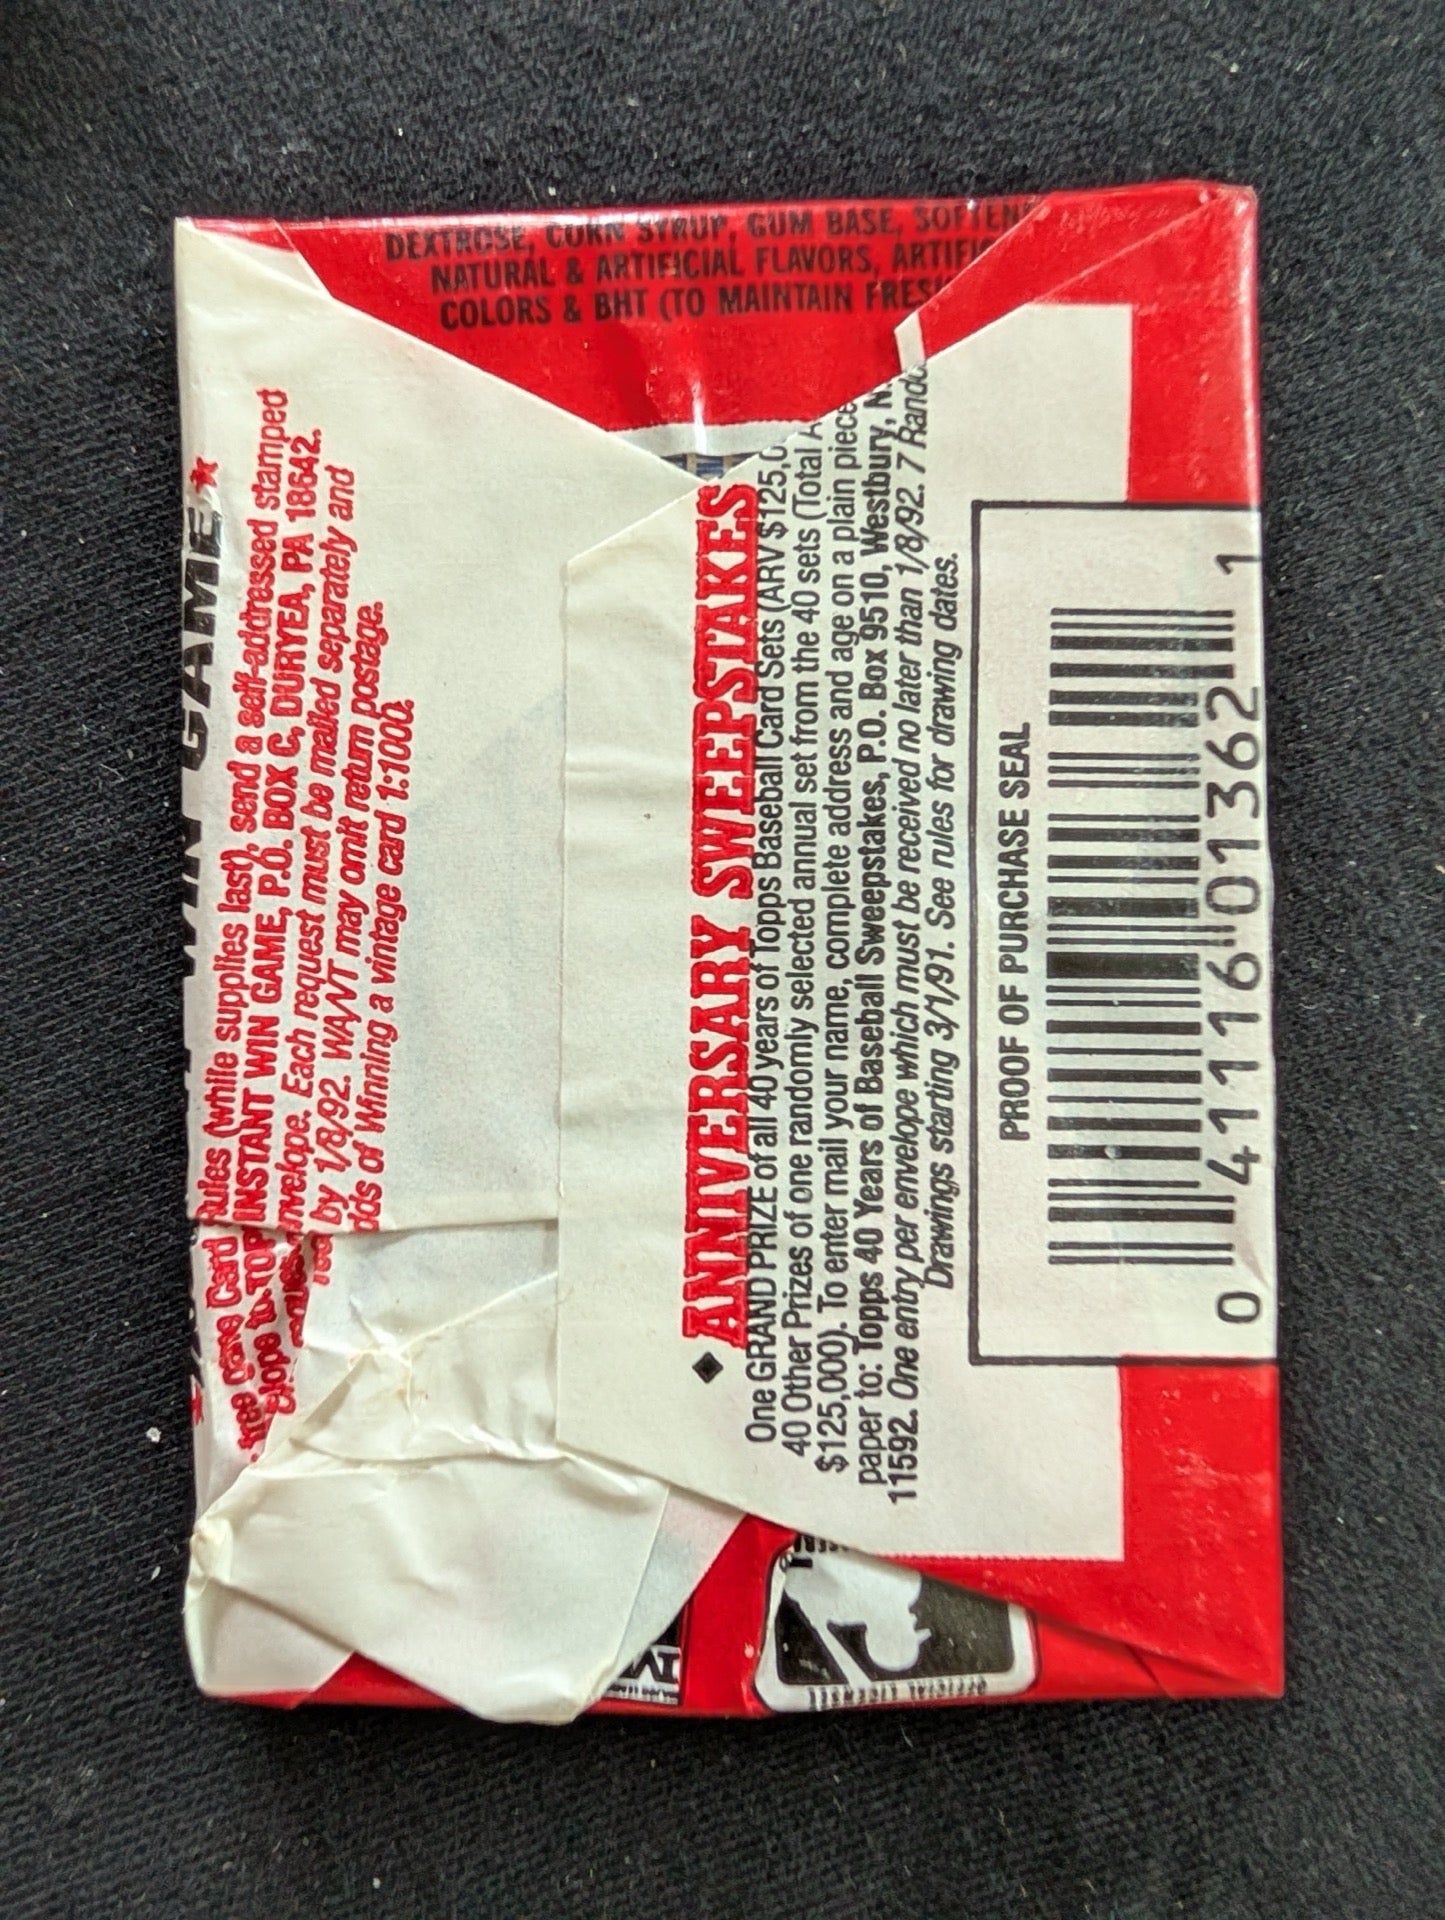 DEXTROSE, CORN SYRUP, GUM BASE,
NATURAL & ARTIFICIAL FLAVORS,
COLORS & BHT (TO MAINTAIN
WIN GAME
free game Card Rules (while supplies last), send a self-addressed stamped
INSTANT WIN GAME, P.O. BOX C, DURYEA, PA 18642.
Each request must be mailed separately and
by 1/8/92. WA/VT may omit return postage.
of Winning a vintage card 1:1000.
ANNIVERSARY SWEEPSTAKES
One GRAND PRIZE of all 40 years of Topps Baseball Card Sets (ARV $125,0
40 Other Prizes of one randomly selected annual set from the 40 sets (Total A
$125,000). To enter mail your name, complete address and age on a plain piece
paper to: Topps 40 Years of Baseball Sweepstakes, P.O. Box 9510, Westbury, N.
11592. One entry per envelope which must be received no later than 1/8/92. 7 Rando
Drawings starting 3/1/91. See rules for drawing dates.
PROOF OF PURCHASE SEAL
0 41116 01362 1
OFFICIAL LICENSEE